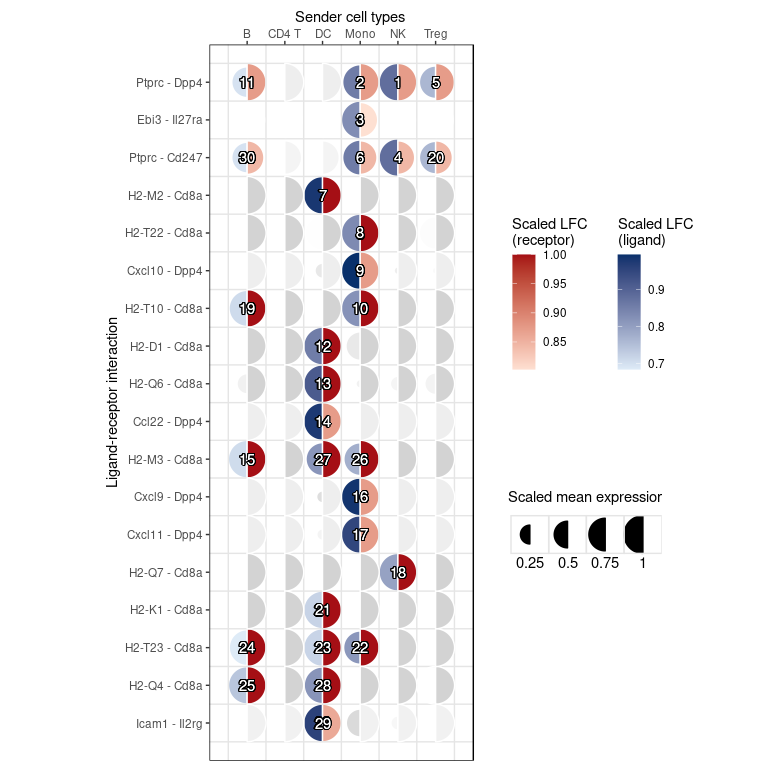 Sender cell types
B CD4 T DC Mono NK Treg
Ptprc - Dpp4 11 2 1 5
Ebi3 - Il27ra 3
Ptprc - Cd247 30 6 4 20
H2-M2 - Cd8a 7
H2-T22 - Cd8a 8
Cxcl10 - Dpp4 9
H2-T10 - Cd8a 19 10
H2-D1 - Cd8a 12
H2-Q6 - Cd8a 13
Ccl22 - Dpp4 14
H2-M3 - Cd8a 15 27 26
Cxcl9 - Dpp4 16
Cxcl11 - Dpp4 17
H2-Q7 - Cd8a 18
H2-K1 - Cd8a 21
H2-T23 - Cd8a 24 23 22
H2-Q4 - Cd8a 25 28
Icam1 - Il2rg 29
Ligand-receptor interaction
Scaled LFC
(receptor)
1.00
0.95
0.90
0.85
Scaled LFC
(ligand)
0.9
0.8
0.7
Scaled mean expressior
0.25 0.5 0.75 1